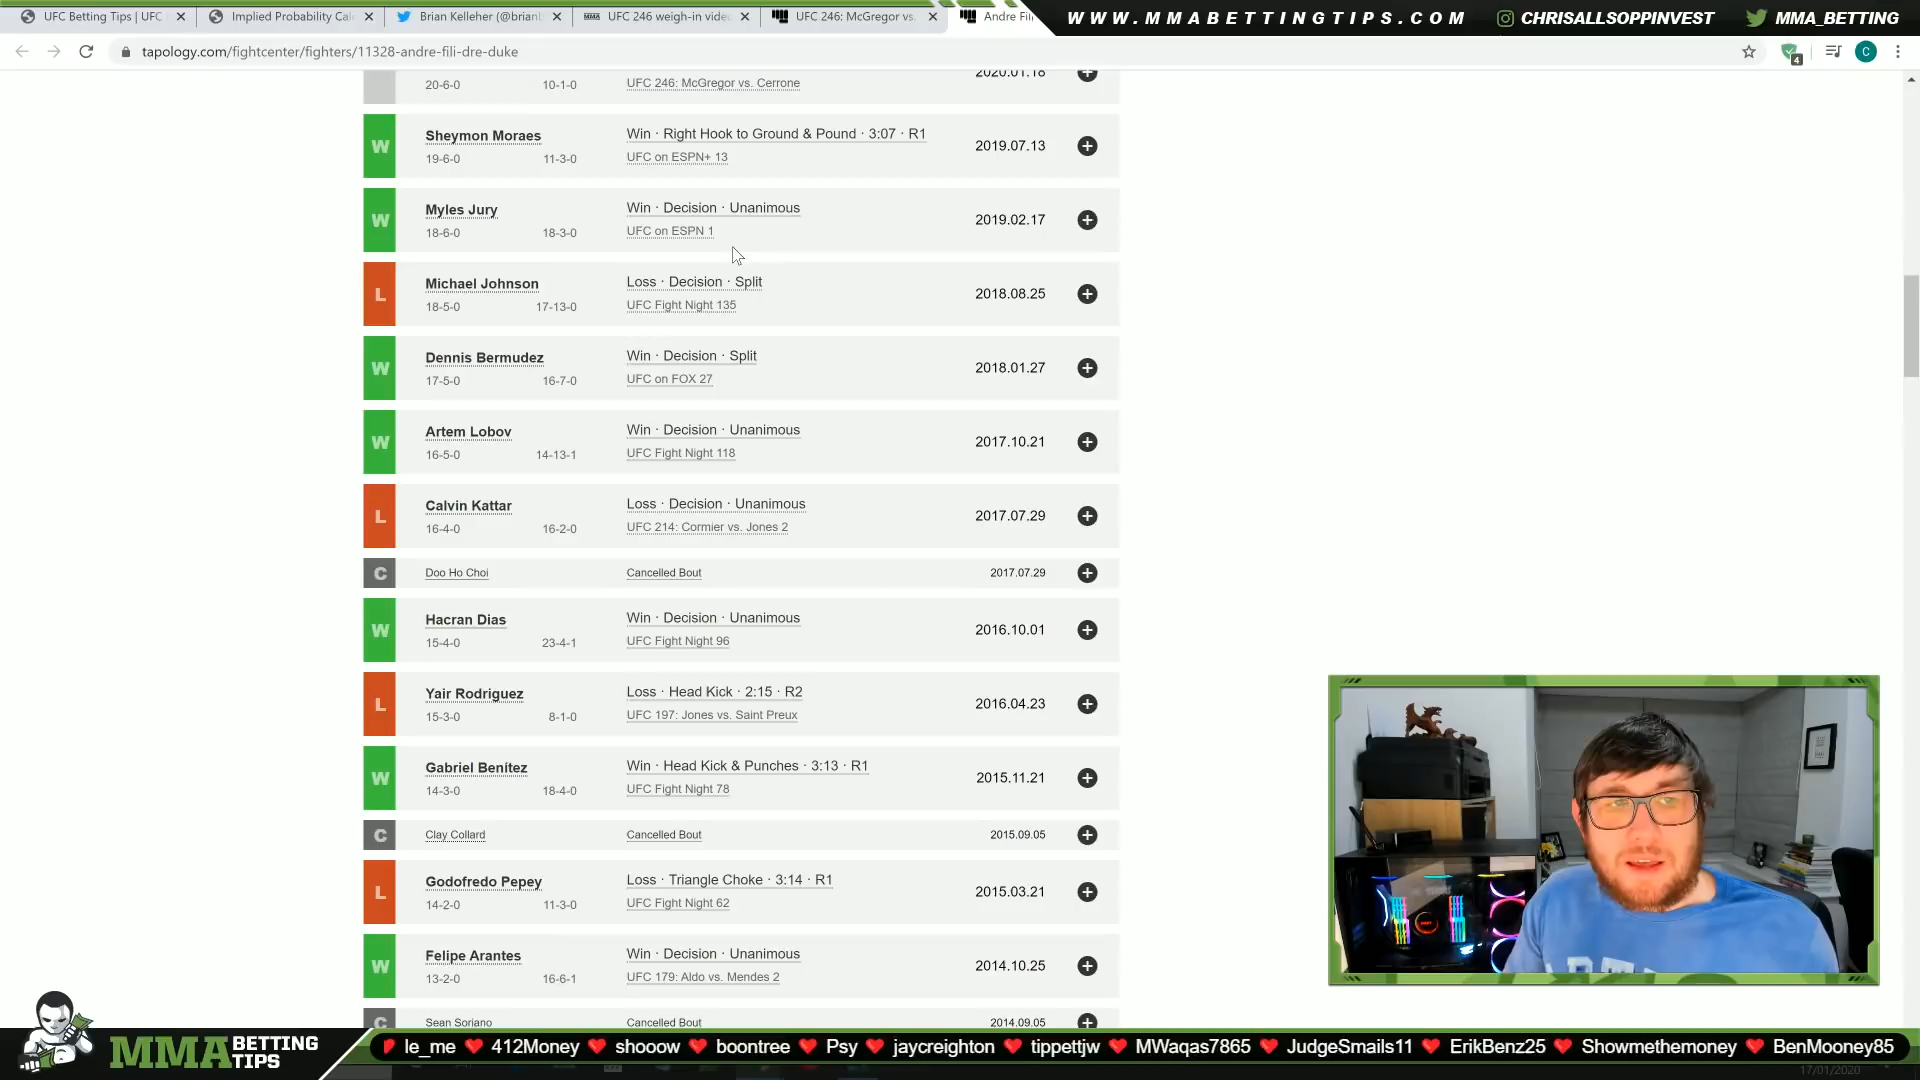 UFC Betting Tips | UFC
Implied Probability Cal
Brian Kelleher (@brianb
UFC 246 weigh-in video
UFC 246: McGregor vs.
Andre Fili
WWW.MMABETTINGTIPS.COM
CHRISALLSOPPINVEST
MMA_BETTING
tapology.com/fightcenter/fighters/11328-andre-fili-dre-duke
4
C
20-6-0 10-1-0 UFC 246: McGregor vs. Cerrone 2020.01.18
W Sheymon Moraes Win · Right Hook to Ground & Pound · 3:07 · R1 2019.07.13
19-6-0 11-3-0 UFC on ESPN+ 13
W Myles Jury Win · Decision · Unanimous 2019.02.17
18-6-0 18-3-0 UFC on ESPN 1
L Michael Johnson Loss · Decision · Split 2018.08.25
18-5-0 17-13-0 UFC Fight Night 135
W Dennis Bermudez Win · Decision · Split 2018.01.27
17-5-0 16-7-0 UFC on FOX 27
W Artem Lobov Win · Decision · Unanimous 2017.10.21
16-5-0 14-13-1 UFC Fight Night 118
L Calvin Kattar Loss · Decision · Unanimous 2017.07.29
16-4-0 16-2-0 UFC 214: Cormier vs. Jones 2
C Doo Ho Choi Cancelled Bout 2017.07.29
W Hacran Dias Win · Decision · Unanimous 2016.10.01
15-4-0 23-4-1 UFC Fight Night 96
L Yair Rodriguez Loss · Head Kick · 2:15 · R2 2016.04.23
15-3-0 8-1-0 UFC 197: Jones vs. Saint Preux
W Gabriel Benítez Win · Head Kick & Punches · 3:13 · R1 2015.11.21
14-3-0 18-4-0 UFC Fight Night 78
C Clay Collard Cancelled Bout 2015.09.05
L Godofredo Pepey Loss · Triangle Choke · 3:14 · R1 2015.03.21
14-2-0 11-3-0 UFC Fight Night 62
W Felipe Arantes Win · Decision · Unanimous 2014.10.25
13-2-0 16-6-1 UFC 179: Aldo vs. Mendes 2
C Sean Soriano Cancelled Bout 2014.09.05
MMA BETTING TIPS
le_me 412Money shooow boontree Psy jaycreighton tippettjw MWaqas7865 JudgeSmails11 ErikBenz25 Showmethemoney BenMooney85
17/01/2020